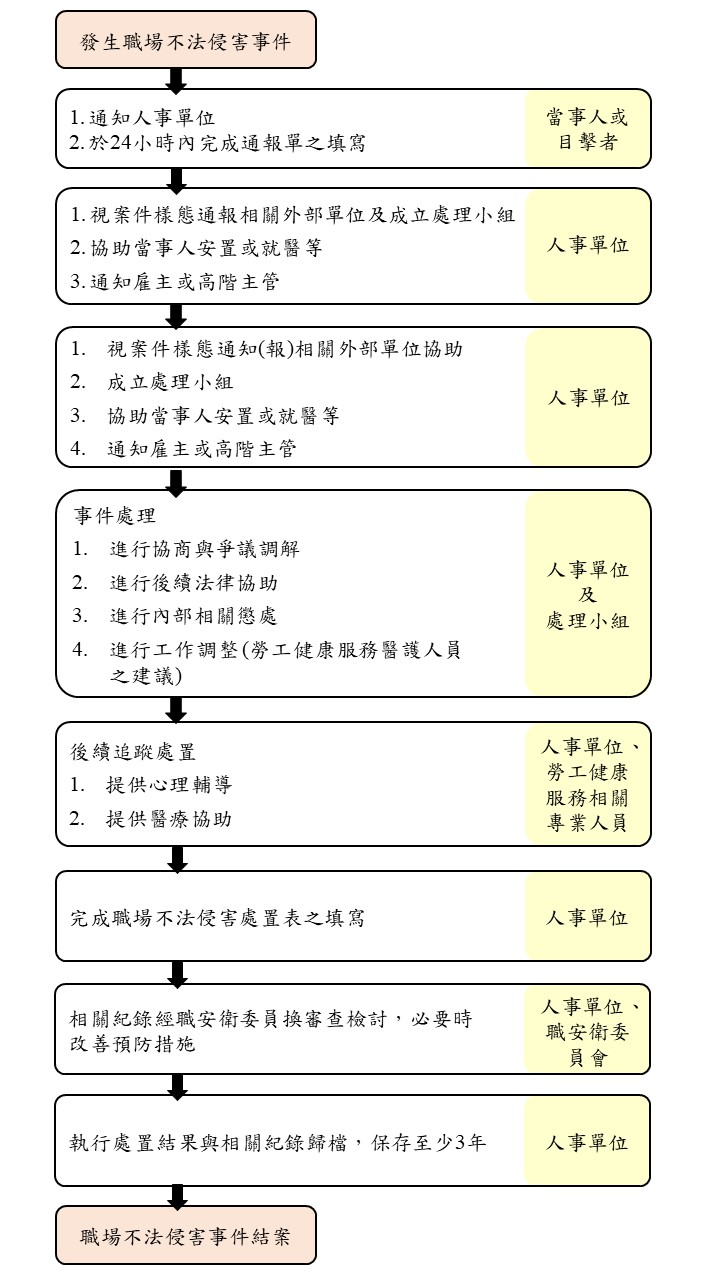 發生職場不法侵害事件
1.通知人事單位
2.於24小時內完成通報單之填寫
當事人或
目擊者
1.視案件樣態通報相關外部單位及成立處理小組
2.協助當事人安置或就醫等
3.通知雇主或高階主管
人事單位
1. 視案件樣態通知(報)相關外部單位協助
2. 成立處理小組
3. 協助當事人安置或就醫等
4. 通知雇主或高階主管
人事單位
事件處理
1. 進行協商與爭議調解
2. 進行後續法律協助
3. 進行內部相關懲處
4. 進行工作調整(勞工健康服務醫護人員
之建議)
人事單位
及
處理小組
後續追蹤處置
1. 提供心理輔導
2. 提供醫療協助
人事單位、
勞工健康
服務相關
專業人員
完成職場不法侵害處置表之填寫
人事單位
相關紀錄經職安衛委員換審查檢討，必要時
改善預防措施
人事單位、
職安衛委
員會
執行處置結果與相關紀錄歸檔，保存至少3年
人事單位
職場不法侵害事件結案